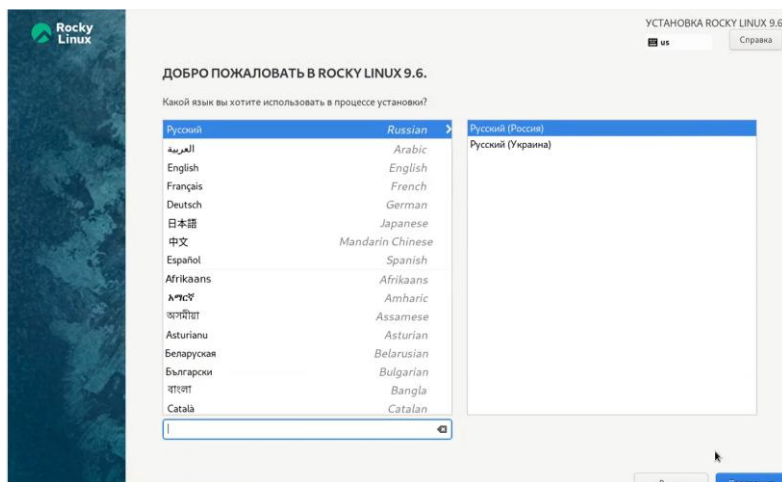 Rocky
Linux
УСТАНОВКА ROCKY LINUX 9.6
us
Справка
ДОБРО ПОЖАЛОВАТЬ В ROCKY LINUX 9.6.
Какой язык вы хотите использовать в процессе установки?
Русский Russian
العربية Arabic
English English
Français French
Deutsch German
日本語 Japanese
中文 Mandarin Chinese
Español Spanish
Afrikaans Afrikaans
አማርኛ Amharic
অসমীয়া Assamese
Asturianu Asturian
Беларуская Belarusian
Български Bulgarian
বাংলা Bangla
Català Catalan
Русский (Россия)
Русский (Украина)